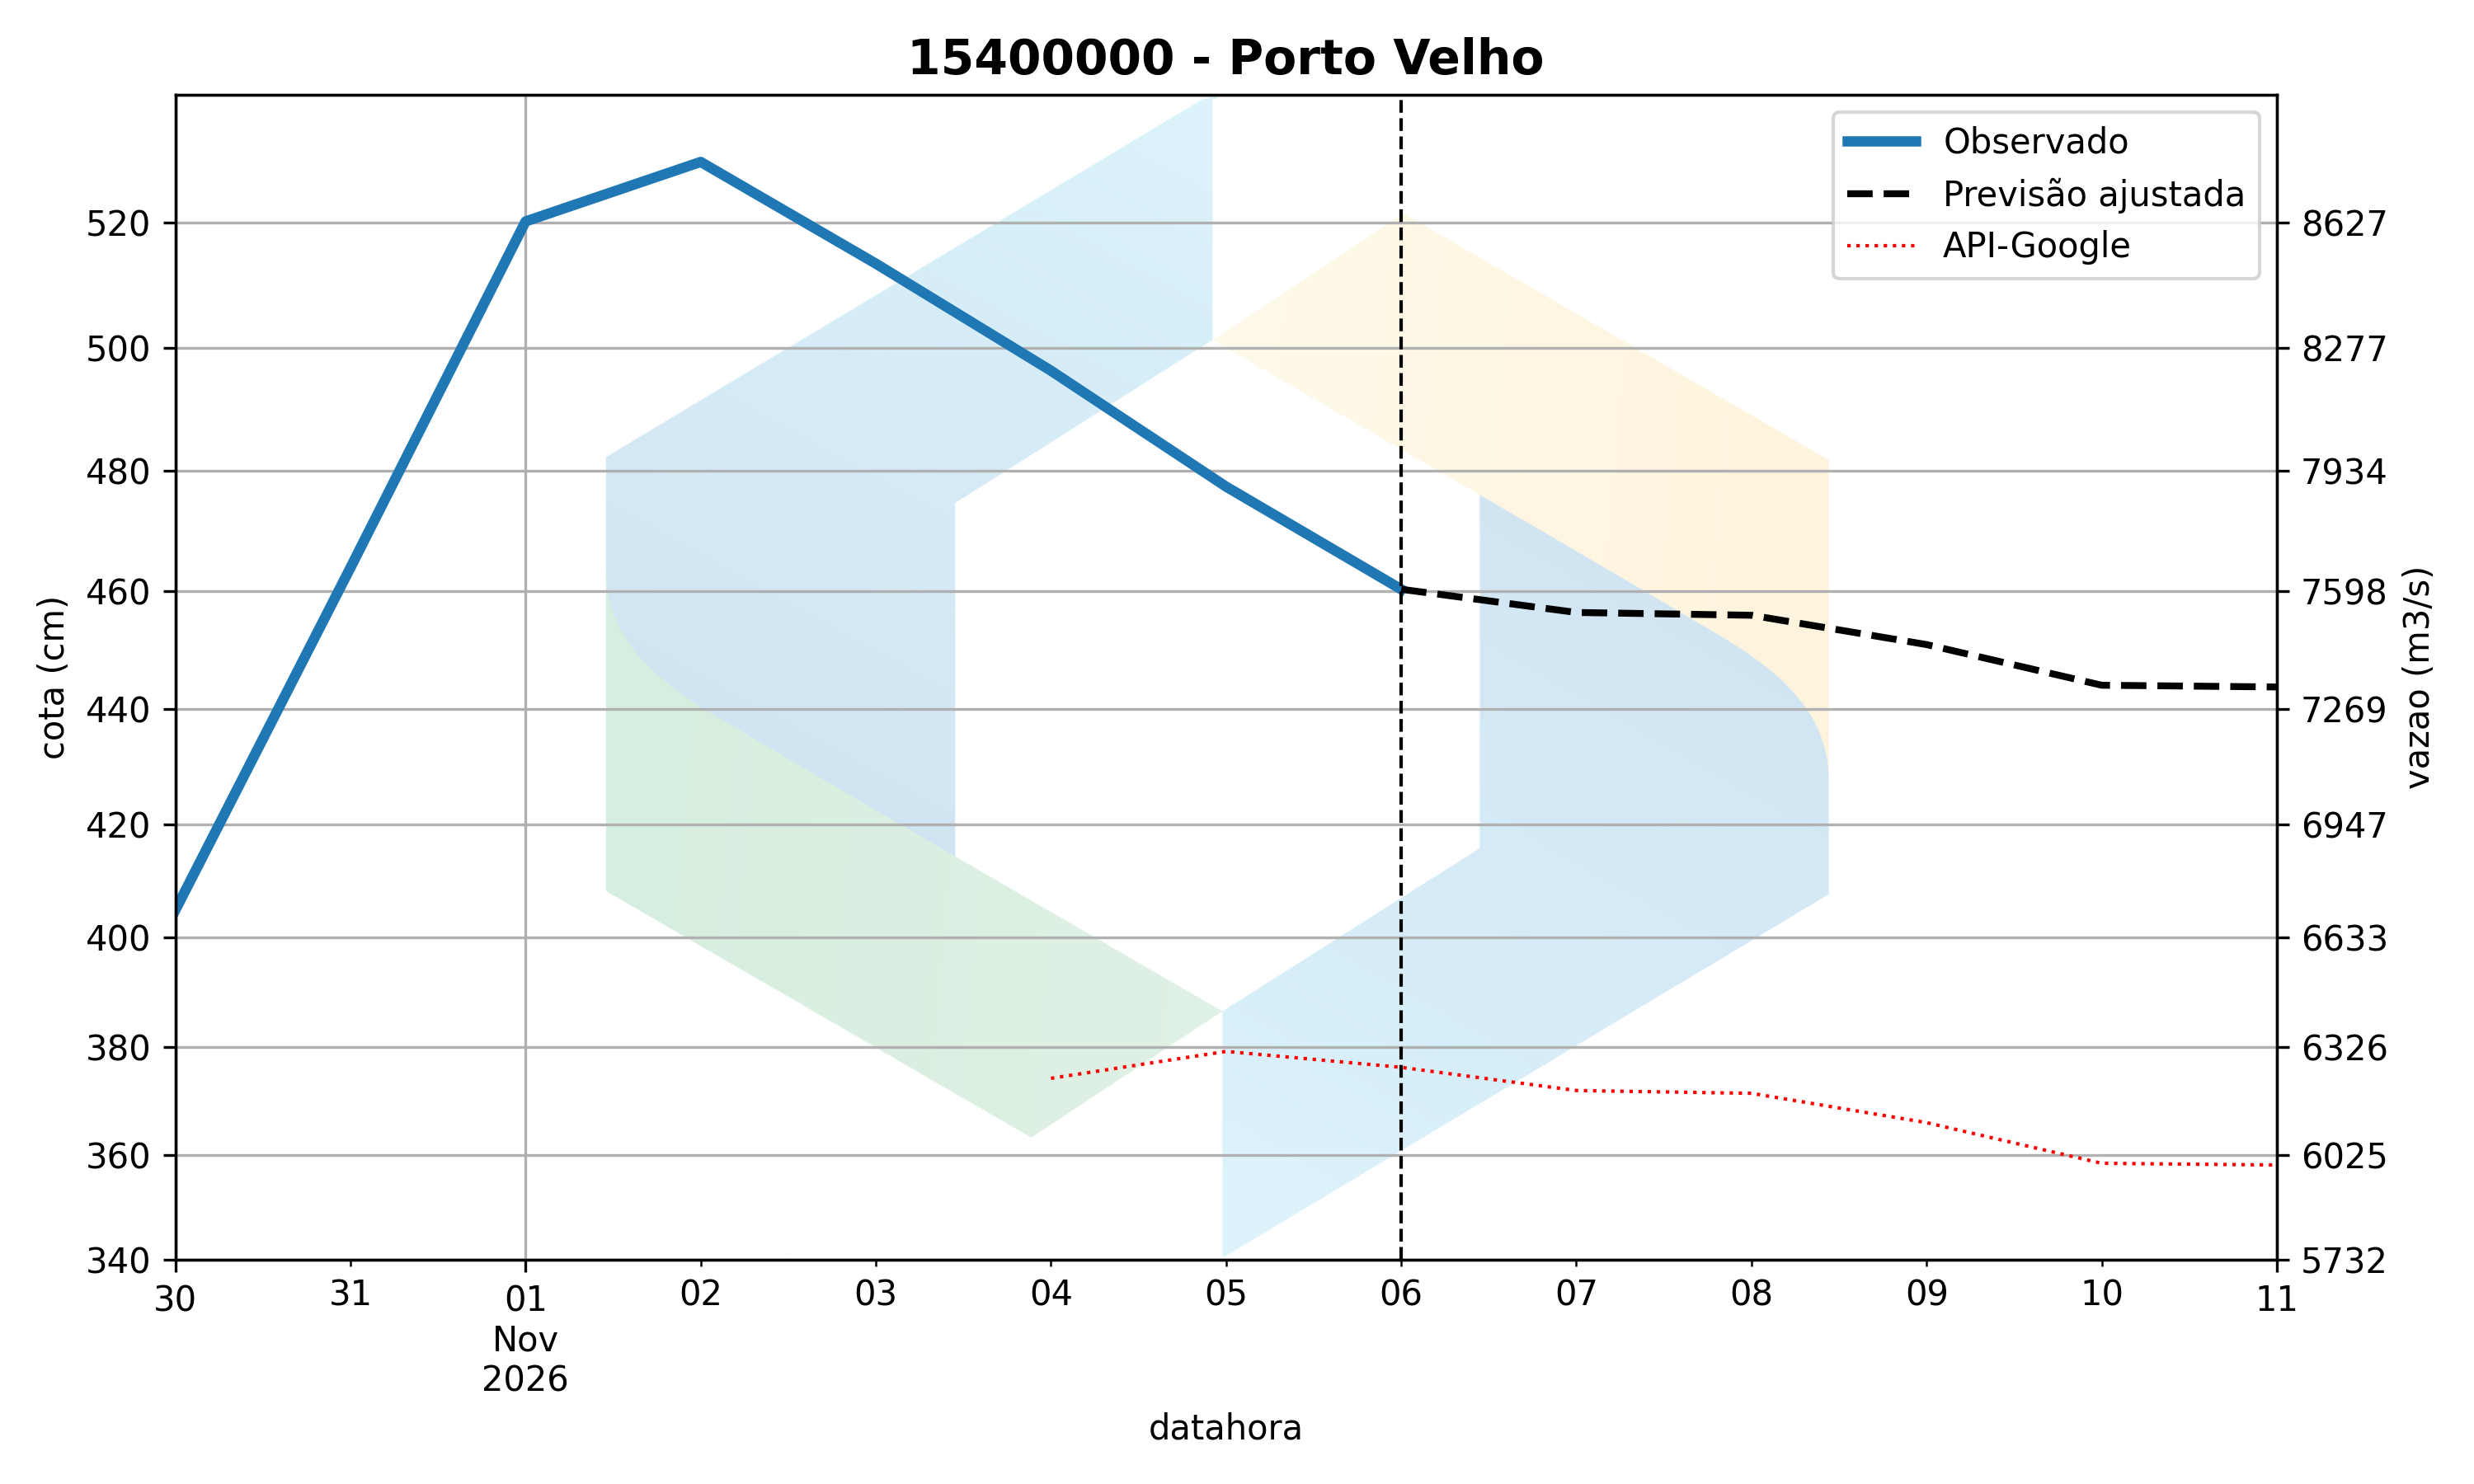 15400000 - Porto Velho
Observado
Previsão ajustada
API-Google
520
500
480
460
440
420
400
380
360
340
cota (cm)
8627
8277
7934
7598
7269
6947
6633
6326
6025
5732
vazao (m3/s)
30 31 01 02 03 04 05 06 07 08 09 10 11
Nov
2026
datahora